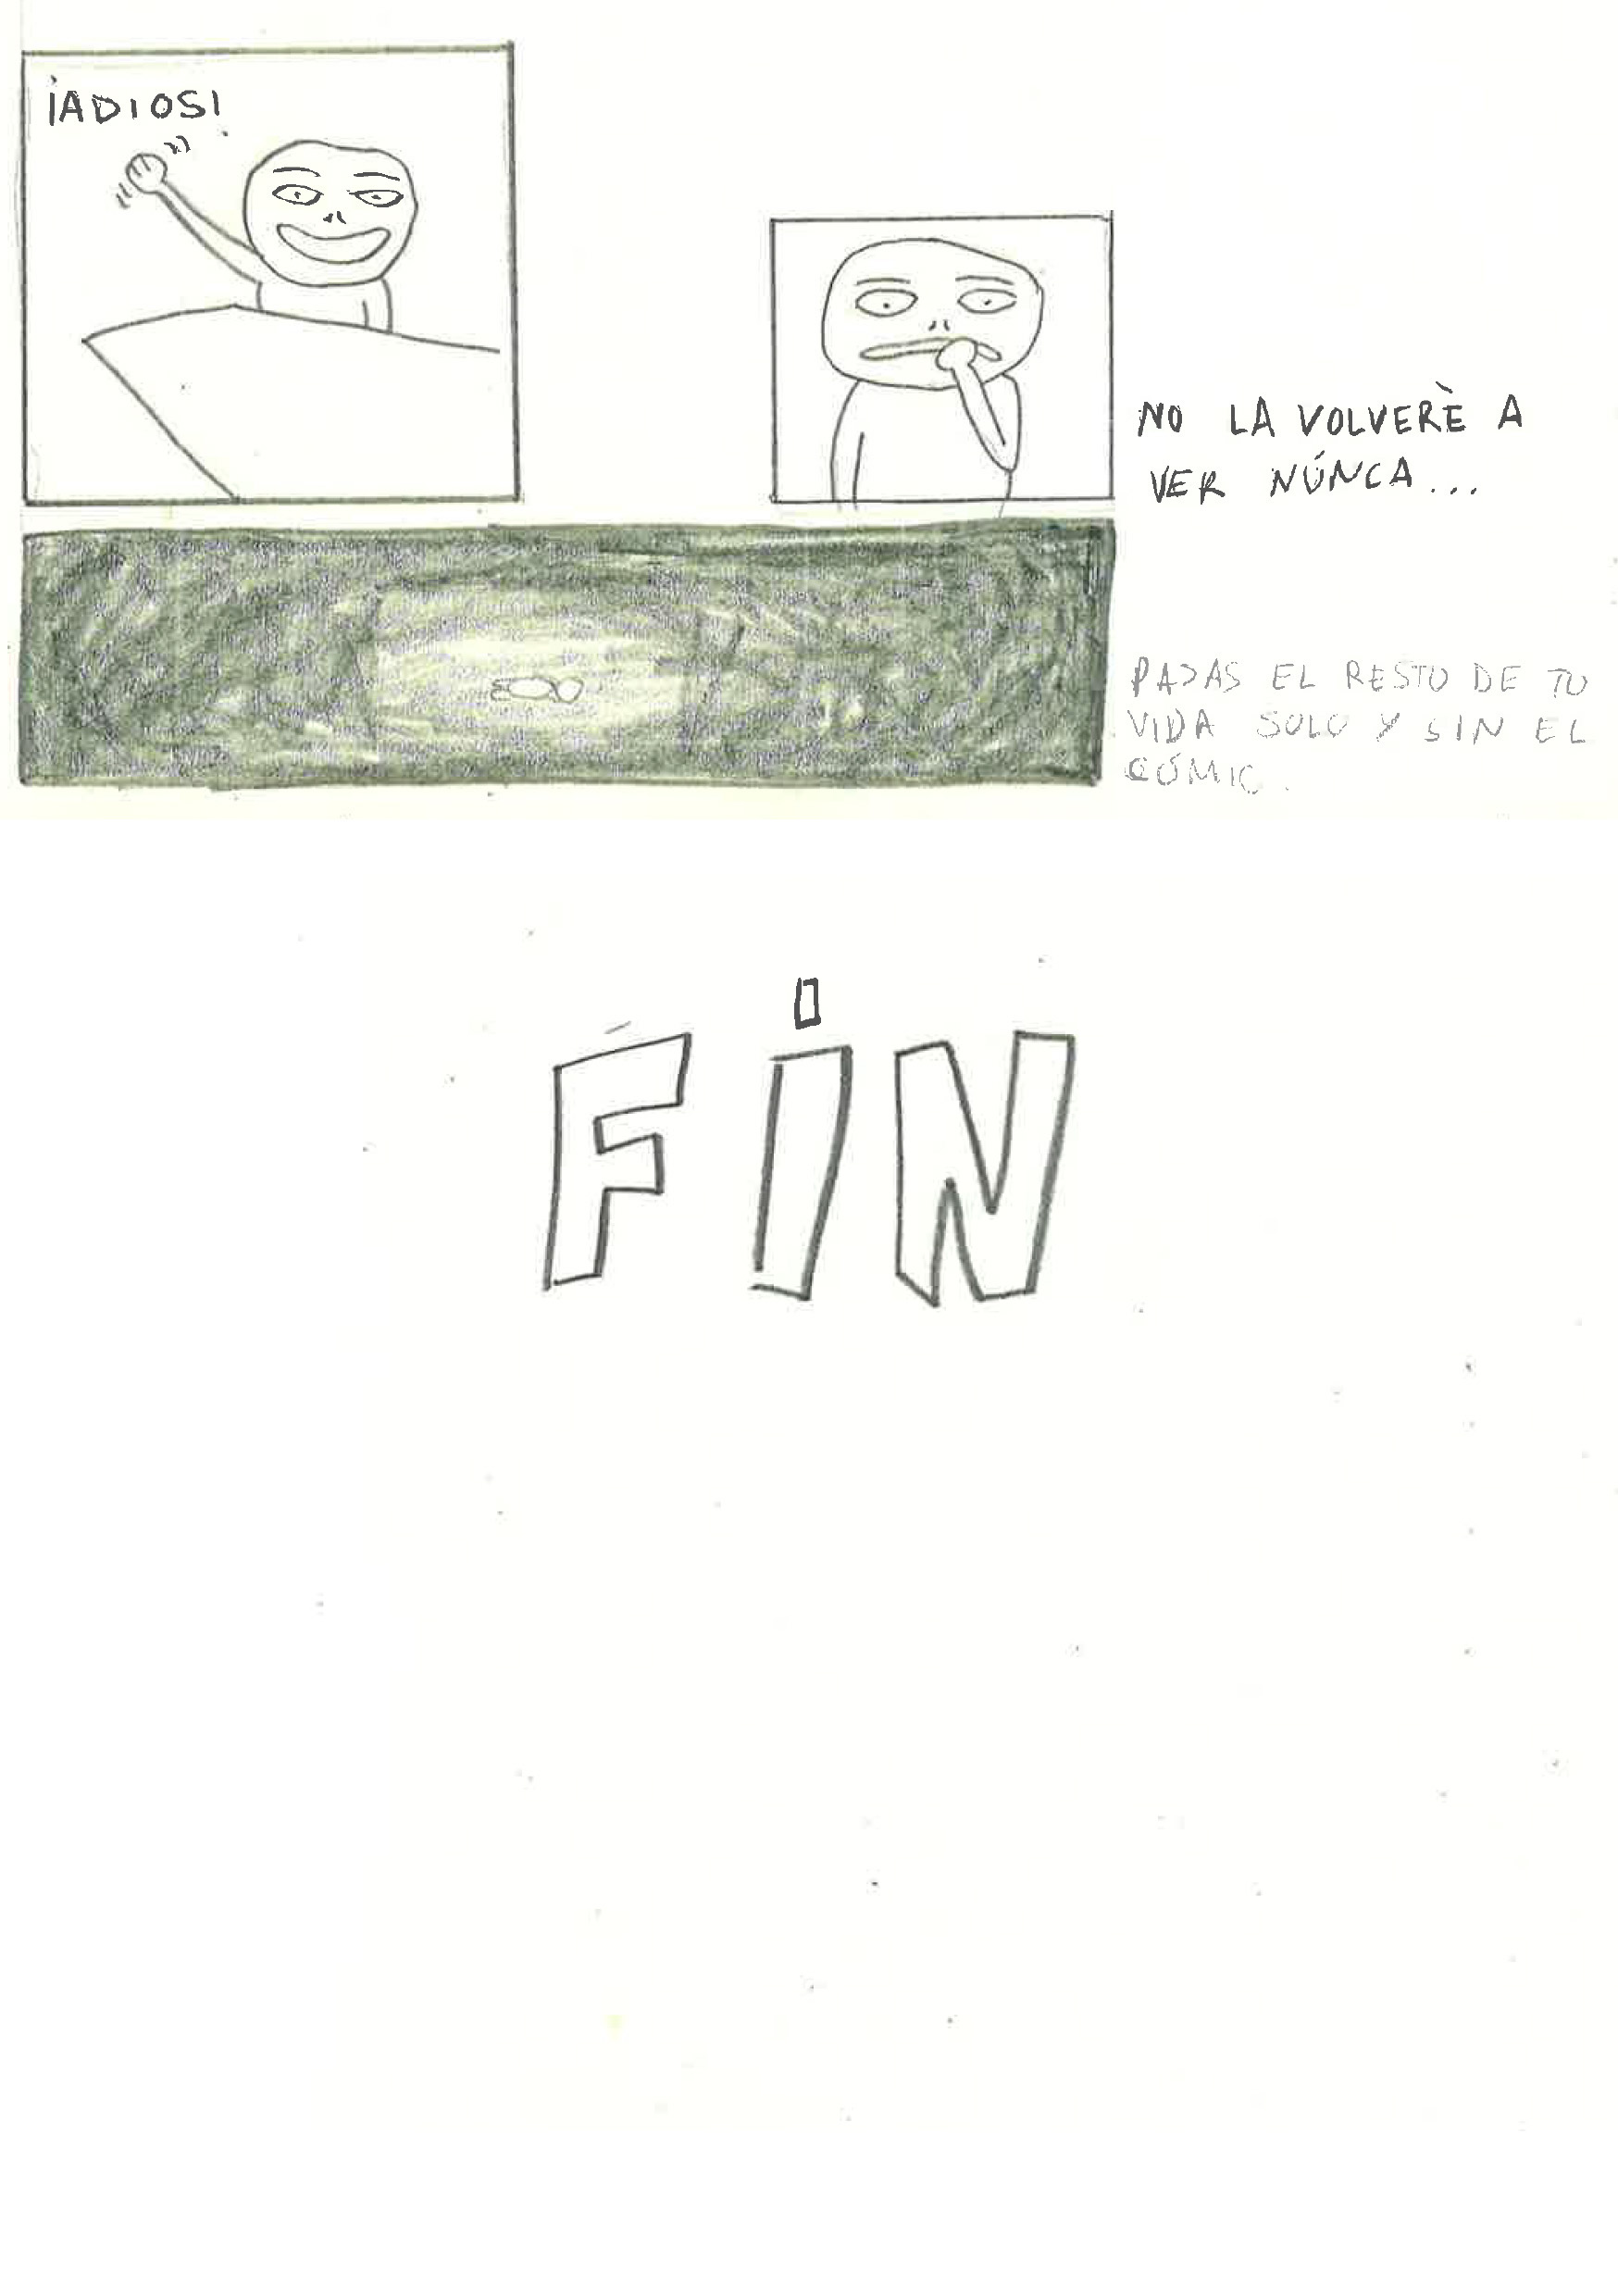 ¡ADIOS!
NO LA VOLVERÈ A
VER NÚNCA...
PASAS EL RESTO DE TU
VIDA SOLO Y SIN EL
CÓMIC.
FIN